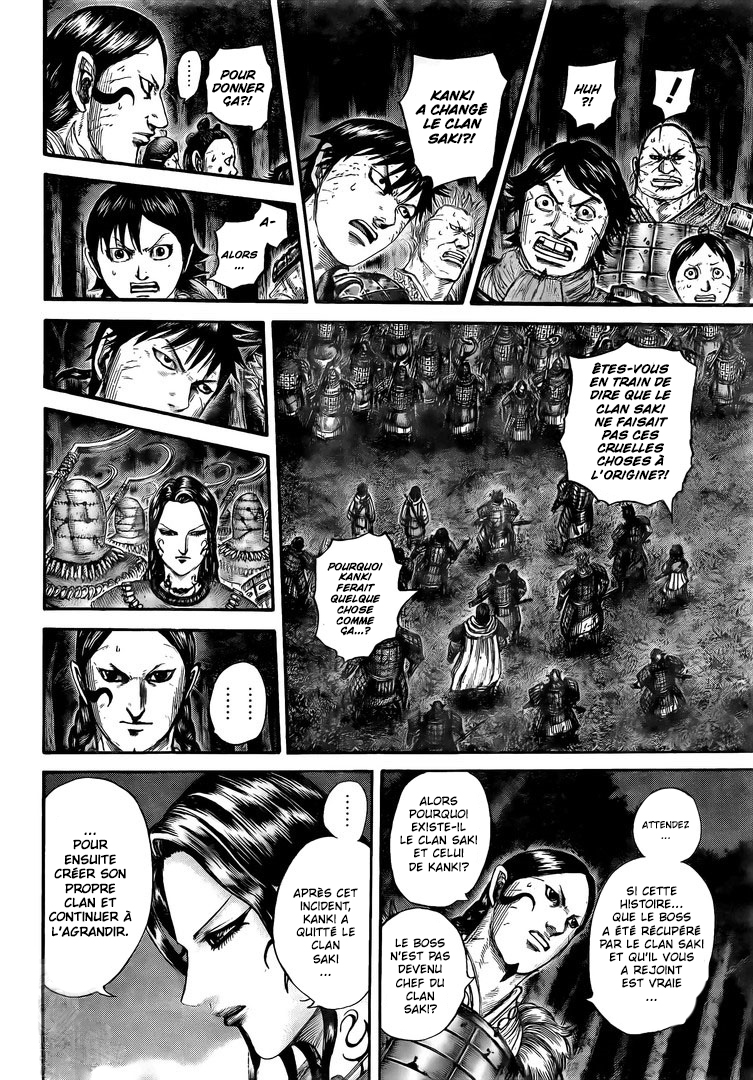 !
HUH
?!
KANKI
A CHANGÉ
LE CLAN
SAKI?!
POUR
DONNER
ÇA?!
.....
A-
ALORS
...
ÊTES-VOUS
EN TRAIN DE
DIRE QUE LE
CLAN SAKI
NE FAISAIT
PAS CES
CRUELLES
CHOSES À
L'ORIGINE?!
POURQUOI
KANKI
FERAIT
QUELQUE
CHOSE
COMME
ÇA...?
......
ATTENDEZ
...
SI CETTE
HISTOIRE...
QUE LE BOSS
A ÉTÉ RÉCUPÉRÉ
PAR LE CLAN SAKI
ET QU'IL VOUS
A REJOINT
EST VRAIE
...
ALORS
POURQUOI
EXISTE-IL
LE CLAN SAKI
ET CELUI
DE KANKI?
LE BOSS
N'EST PAS
DEVENU
CHEF DU
CLAN
SAKI?
.....
APRÈS CET
INCIDENT,
KANKI A
QUITTÉ LE
CLAN
SAKI
...
...
POUR
ENSUITE
CRÉER SON
PROPRE
CLAN ET
CONTINUER À
L'AGRANDIR.